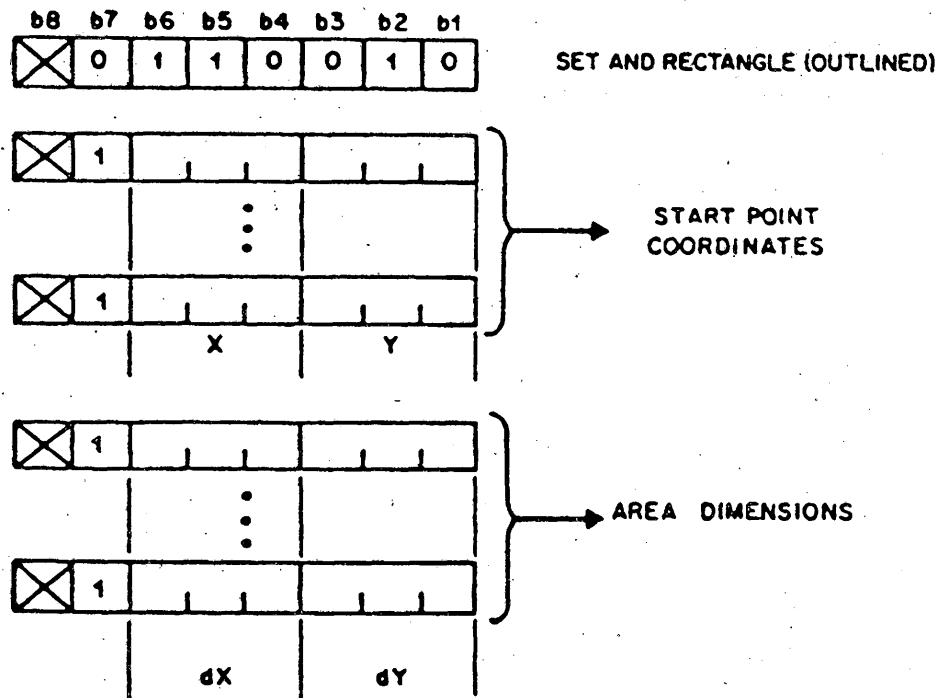 b8 b7 b6 b5 b4 b3 b2 b1
0 1 1 0 0 1 0 SET AND RECTANGLE (OUTLINED)
1
START POINT
COORDINATES
1
X Y
1
AREA DIMENSIONS
1
dX dY